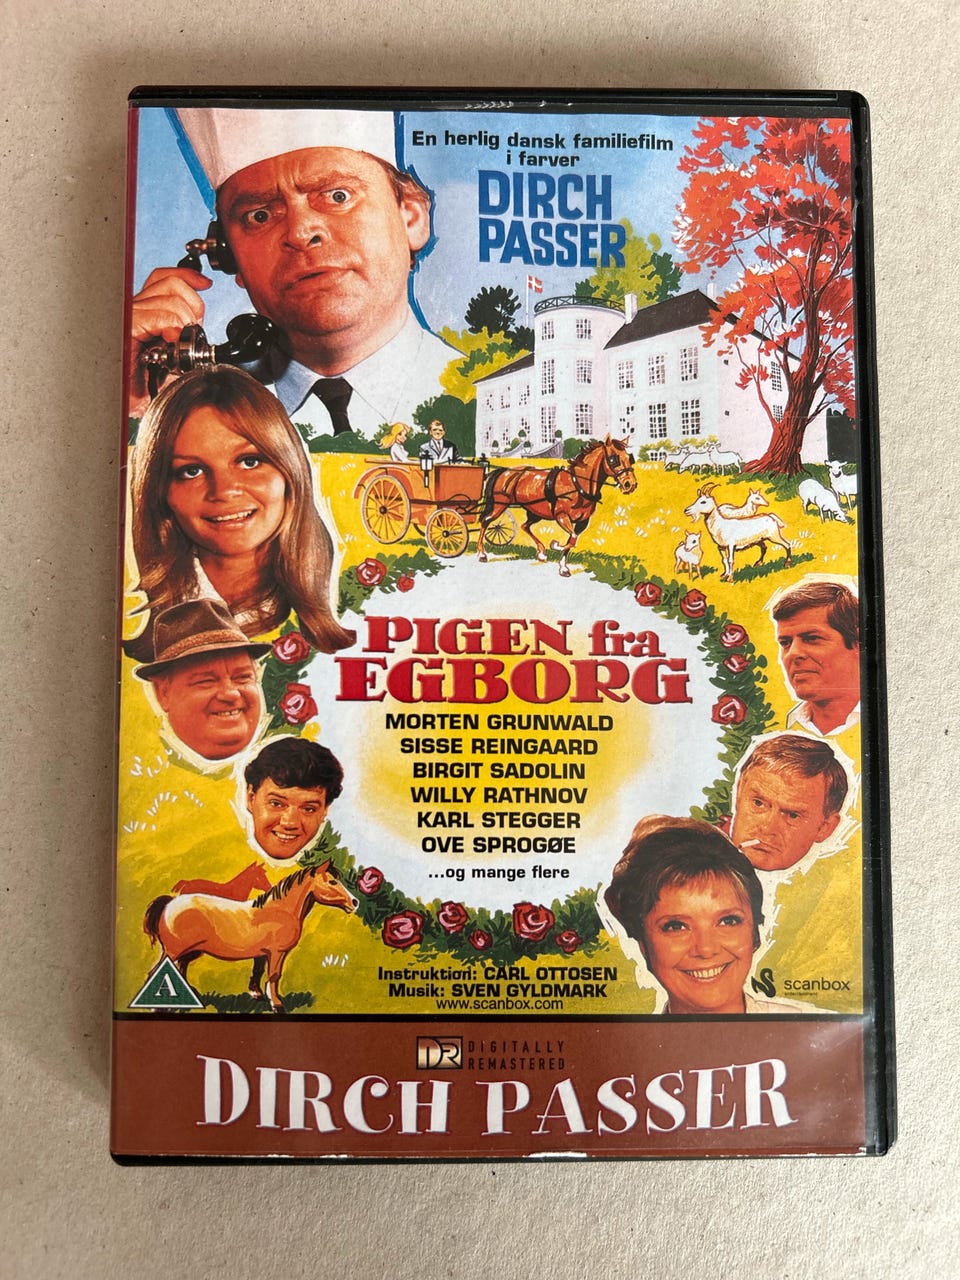 En herlig dansk familiefilm
i farver
DIRCH
PASSER
PIGEN fra
EGBORG
MORTEN GRUNWALD
SISSE REINGAARD
BIRGIT SADOLIN
WILLY RATHNOV
KARL STEGGER
OVE SPROGØE
...og mange flere
Instruktion: CARL OTTOSEN
Musik: SVEN GYLDMARK
www.scanbox.com
A
scanbox
entertainment
DR DIGITALLY
REMASTERED
DIRCH PASSER